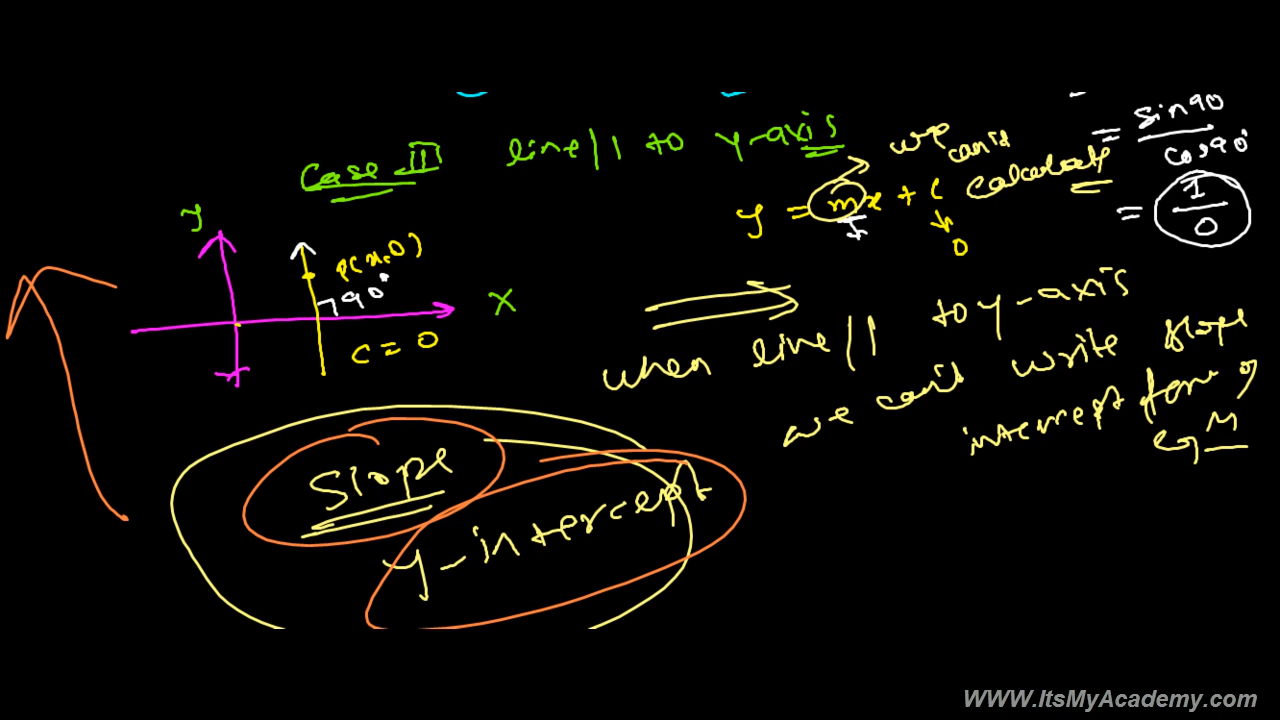 Case III line || to y-axis
we can't calculate
= sin90 / cos90°
= 1 / 0
y = mx + c
0
y
P(x,0)
90°
X
C = 0
when line || to y-axis
we can't write slope
intercept form of
eqn
Slope
Y-intercept
WWW.ItsMyAcademy.com